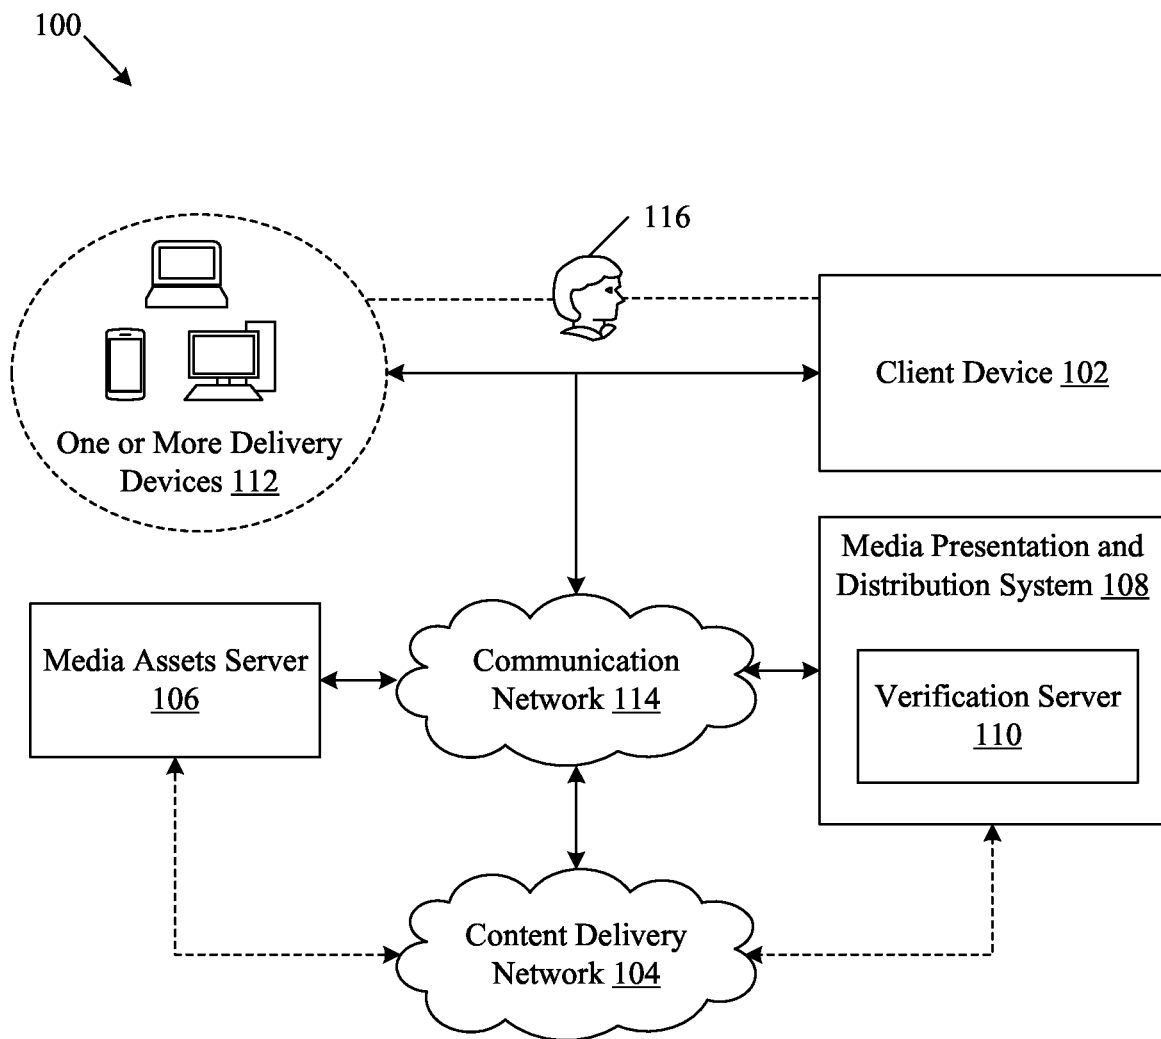 100
116
Client Device 102
One or More Delivery
Devices 112
Media Presentation and
Distribution System 108
Media Assets Server
106
Communication
Network 114
Verification Server
110
Content Delivery
Network 104